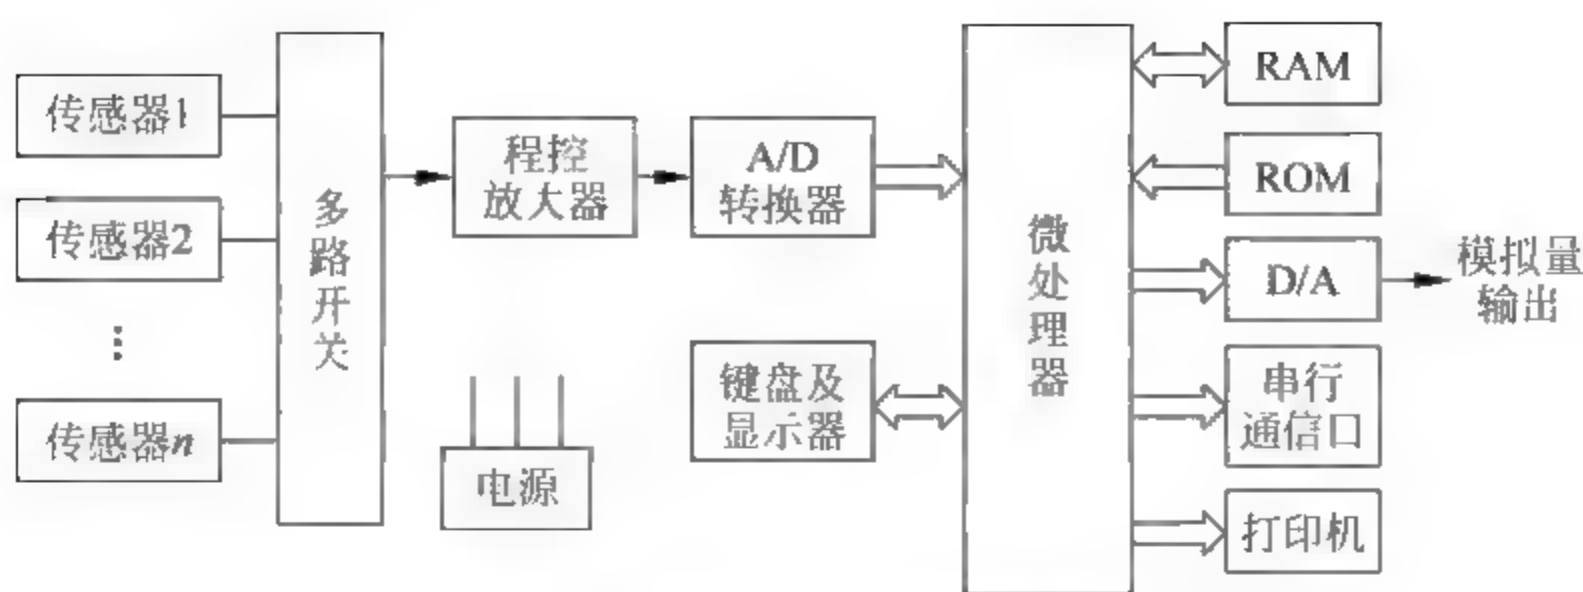 传感器1
传感器2
传感器n
多路开关
程控
放大器
A/D
转换器
键盘及
显示器
电源
微处理器
RAM
ROM
D/A
模拟量
输出
串行
通信口
打印机